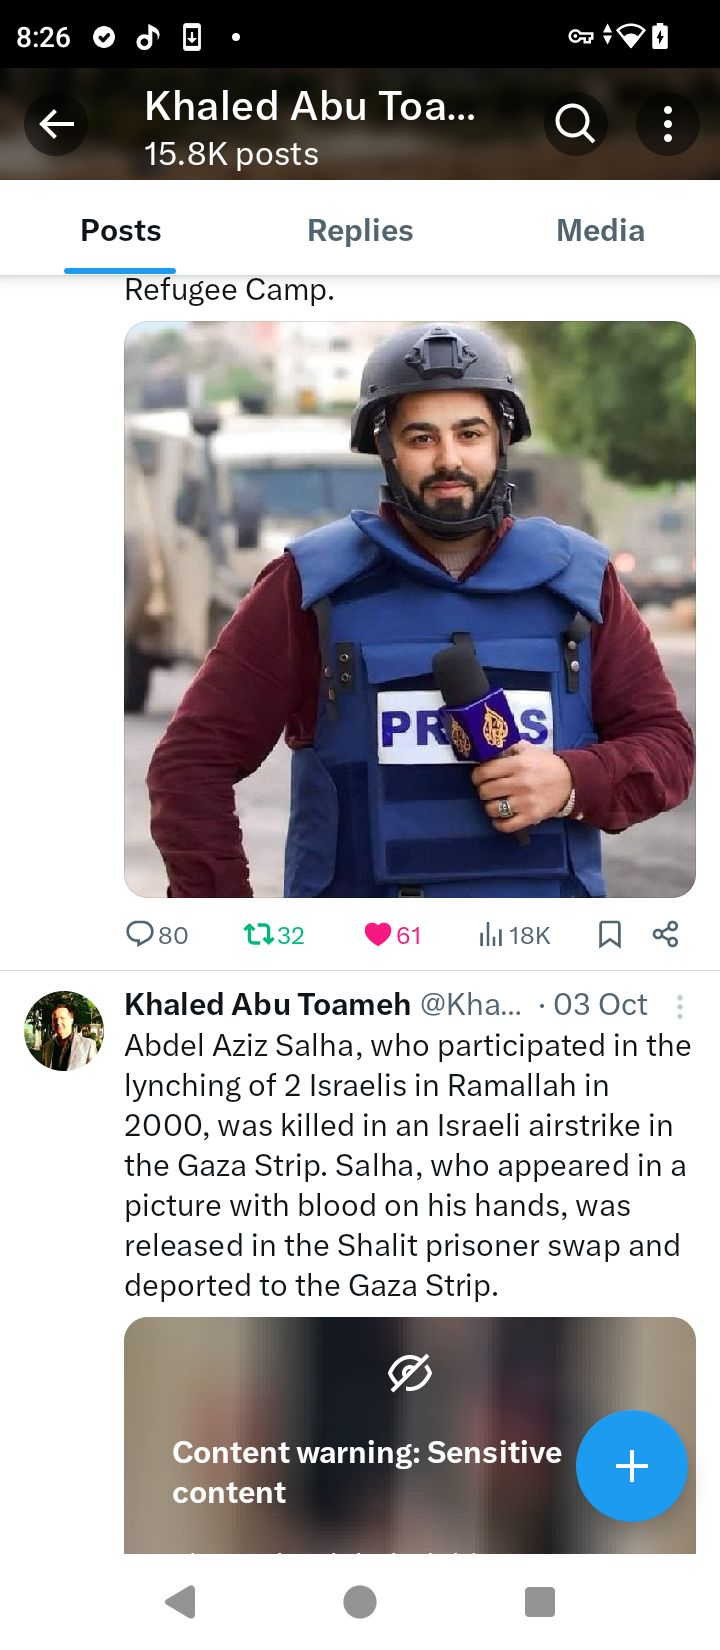 8:26
Khaled Abu Toa...
15.8K posts
Posts
Replies
Media
Refugee Camp.
PR S
80
32
61
18K
Khaled Abu Toameh @Kha... · 03 Oct
Abdel Aziz Salha, who participated in the
lynching of 2 Israelis in Ramallah in
2000, was killed in an Israeli airstrike in
the Gaza Strip. Salha, who appeared in a
picture with blood on his hands, was
released in the Shalit prisoner swap and
deported to the Gaza Strip.
Content warning: Sensitive
content